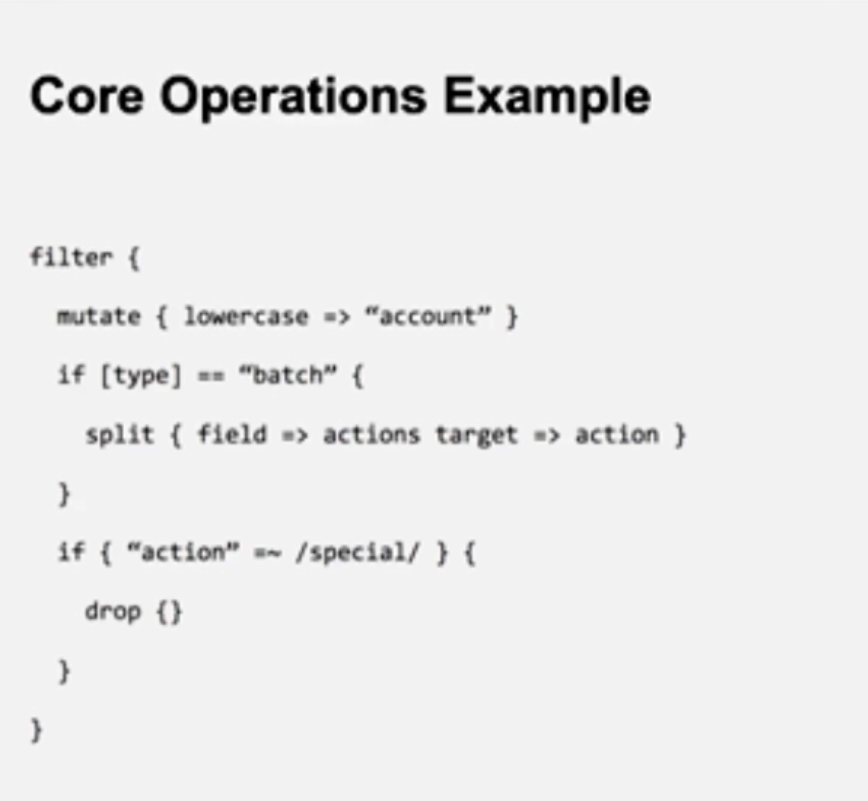 Core Operations Example
filter {
mutate { lowercase => “account” }
if [type] == “batch” {
split { field => actions target => action }
}
if { “action” =~ /special/ } {
drop {}
}
}